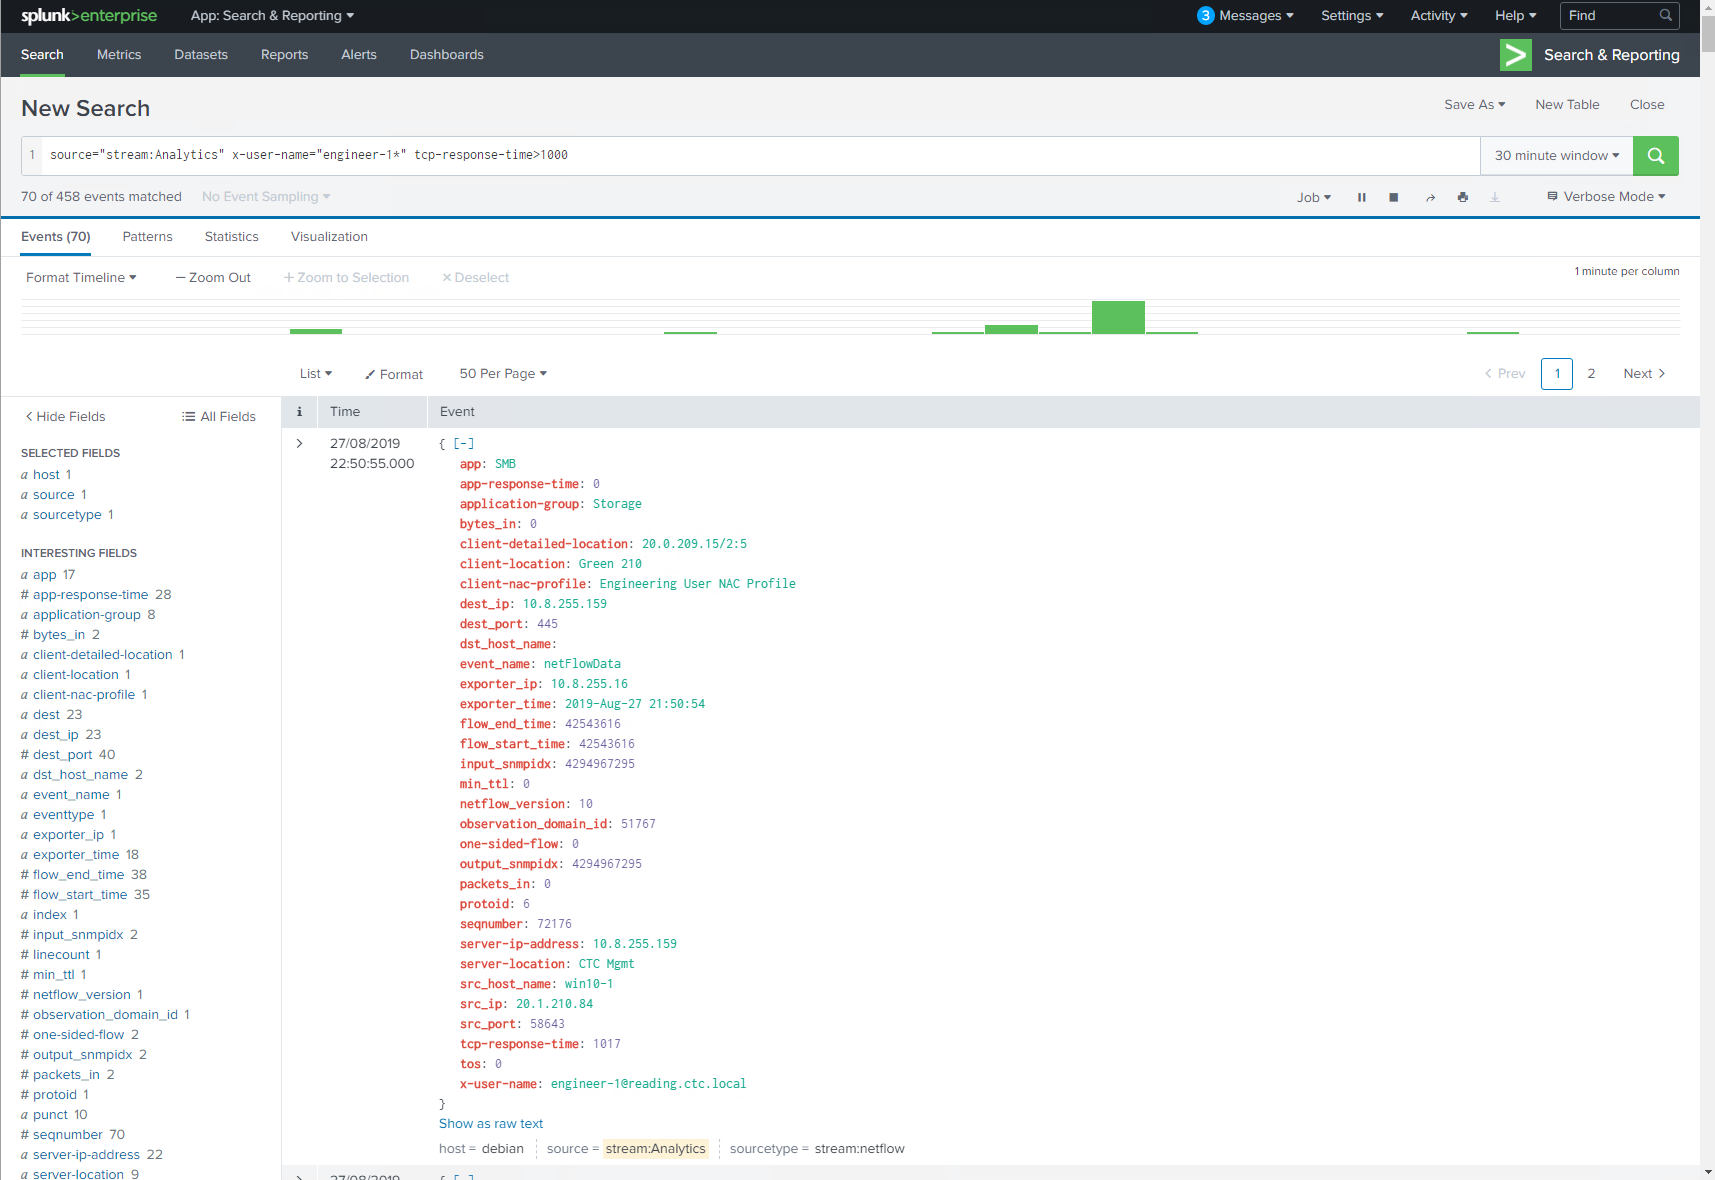 splunk>enterprise App: Search & Reporting 3 Messages Settings Activity Help Find
Search Metrics Datasets Reports Alerts Dashboards Search & Reporting
New Search Save As New Table Close
1 source="stream:Analytics" x-user-name="engineer-1*" tcp-response-time>1000 30 minute window
70 of 458 events matched No Event Sampling Job Verbose Mode
Events (70) Patterns Statistics Visualization
Format Timeline — Zoom Out + Zoom to Selection × Deselect 1 minute per column
List Format 50 Per Page < Prev 1 2 Next >
< Hide Fields All Fields
SELECTED FIELDS
a host 1
a source 1
a sourcetype 1
INTERESTING FIELDS
a app 17
# app-response-time 28
a application-group 8
# bytes_in 2
a client-detailed-location 1
a client-location 1
a client-nac-profile 1
a dest 23
a dest_ip 23
# dest_port 40
a dst_host_name 2
a event_name 1
a eventtype 1
a exporter_ip 1
a exporter_time 18
# flow_end_time 38
# flow_start_time 35
a index 1
# input_snmpidx 2
# linecount 1
# min_ttl 1
# netflow_version 1
# observation_domain_id 1
# one-sided-flow 2
# output_snmpidx 2
# packets_in 2
# protoid 1
a punct 10
# seqnumber 70
a server-ip-address 22
a server-location 9
i Time Event
> 27/08/2019 { [-]
22:50:55.000
app: SMB
app-response-time: 0
application-group: Storage
bytes_in: 0
client-detailed-location: 20.0.209.15/2:5
client-location: Green 210
client-nac-profile: Engineering User NAC Profile
dest_ip: 10.8.255.159
dest_port: 445
dst_host_name:
event_name: netFlowData
exporter_ip: 10.8.255.16
exporter_time: 2019-Aug-27 21:50:54
flow_end_time: 42543616
flow_start_time: 42543616
input_snmpidx: 4294967295
min_ttl: 0
netflow_version: 10
observation_domain_id: 51767
one-sided-flow: 0
output_snmpidx: 4294967295
packets_in: 0
protoid: 6
seqnumber: 72176
server-ip-address: 10.8.255.159
server-location: CTC Mgmt
src_host_name: win10-1
src_ip: 20.1.210.84
src_port: 58643
tcp-response-time: 1017
tos: 0
x-user-name: engineer-1@reading.ctc.local
}
Show as raw text
host = debian source = stream:Analytics sourcetype = stream:netflow
> 27/08/2019 { [-]